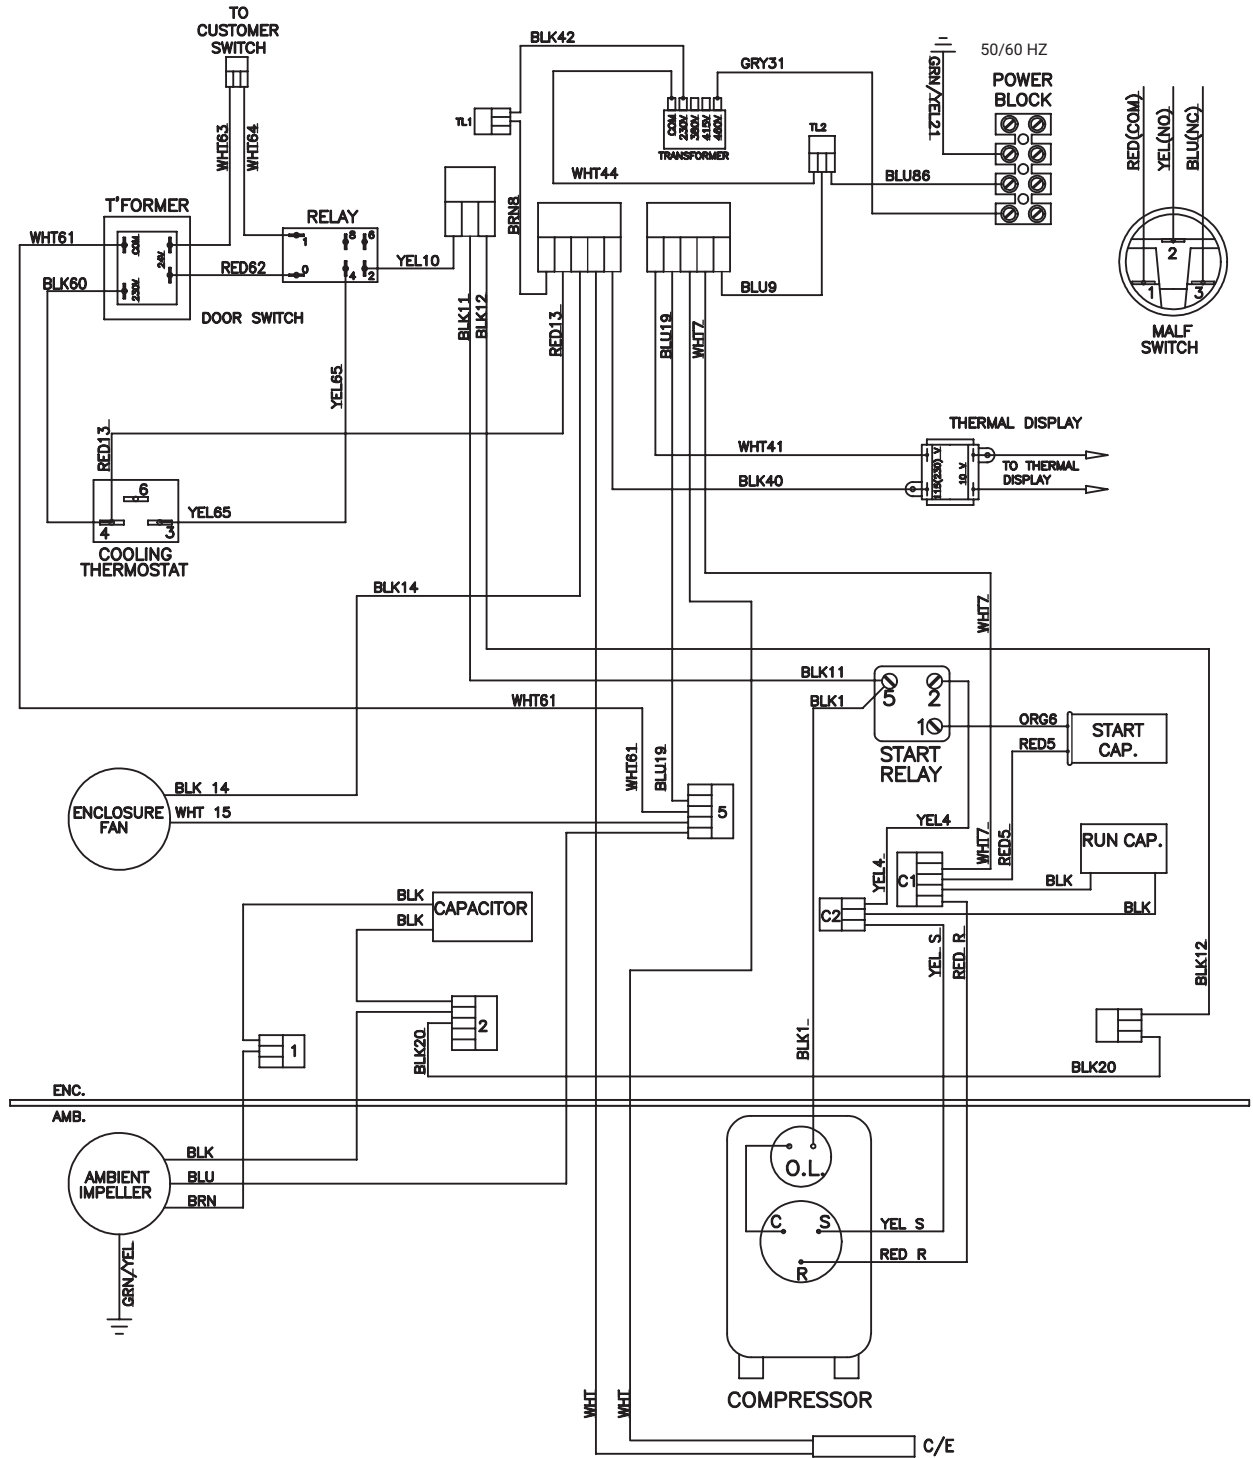 TO
CUSTOMER
SWITCH
WHT63
WHT64
BLK42
GRY31
TL1
COM
230V.
380V.
415V.
460V.
TRANSFORMER
TL2
WHT44
BLU86
BRN8
GRN/YEL21
50/60 HZ
POWER
BLOCK
RED(COM)
YEL(NO)
BLU(NC)
2
1
3
MALF
SWITCH
T'FORMER
COM.
24V.
230V.
WHT61
BLK60
RED62
RELAY
1
8
6
0
4
2
YEL10
DOOR SWITCH
BLK11
BLK12
RED13
BLU19
WHT7
BLU9
YEL65
RED13
6
4
3
YEL65
COOLING
THERMOSTAT
THERMAL DISPLAY
WHT41
BLK40
115(230) V
10 V
TO THERMAL
DISPLAY
BLK14
WHT7
BLK11
BLK1
WHT61
WHT61
BLU19
5
2
1
START
RELAY
ORG6
RED5
START
CAP.
BLK 14
WHT 15
ENCLOSURE
FAN
5
YEL4
YEL4
WHT7
RED5
C1
C2
RUN CAP.
BLK
BLK
YEL S
RED R
BLK12
BLK
BLK
CAPACITOR
2
1
BLK20
BLK1
BLK20
ENC.
AMB.
AMBIENT
IMPELLER
BLK
BLU
BRN
GRN/YEL
O.L.
C
S
R
YEL S
RED R
COMPRESSOR
WHT
WHT
C/E